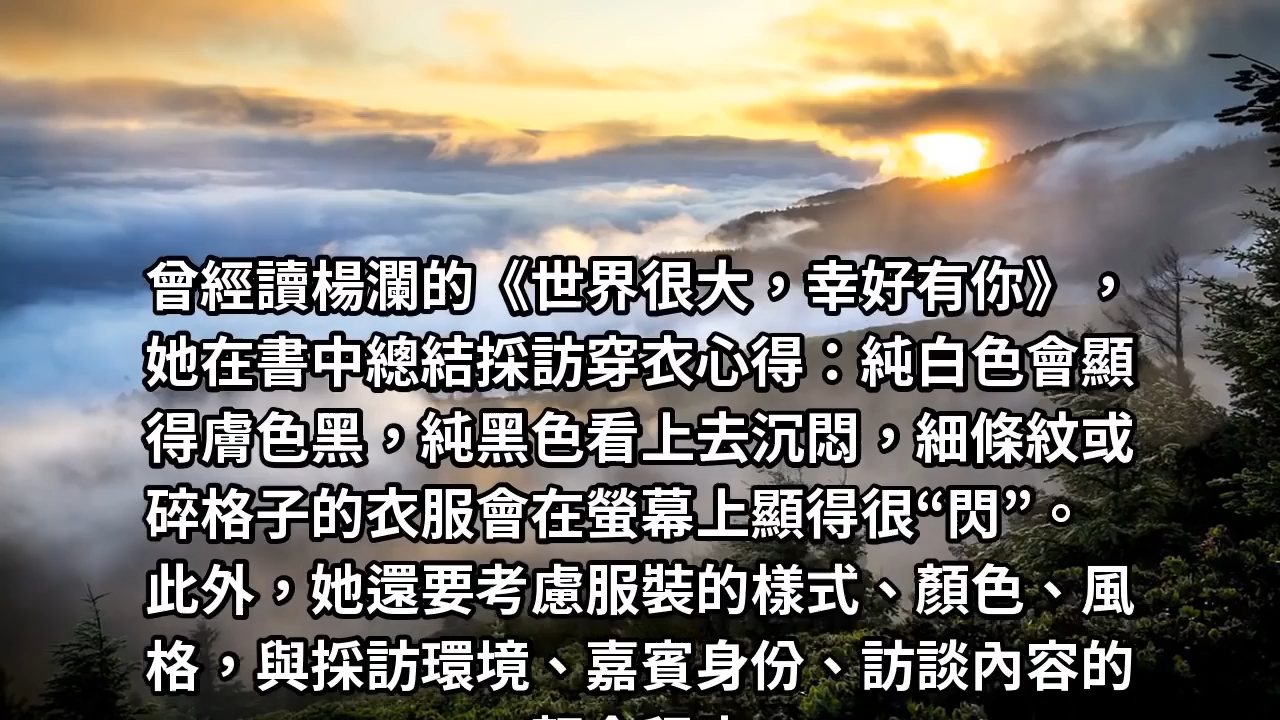 曾經讀楊瀾的《世界很大，幸好有你》，
她在書中總結採訪穿衣心得：純白色會顯
得膚色黑，純黑色看上去沉悶，細條紋或
碎格子的衣服會在螢幕上顯得很“閃”。
此外，她還要考慮服裝的樣式、顏色、風
格，與採訪環境、嘉賓身份、訪談內容的